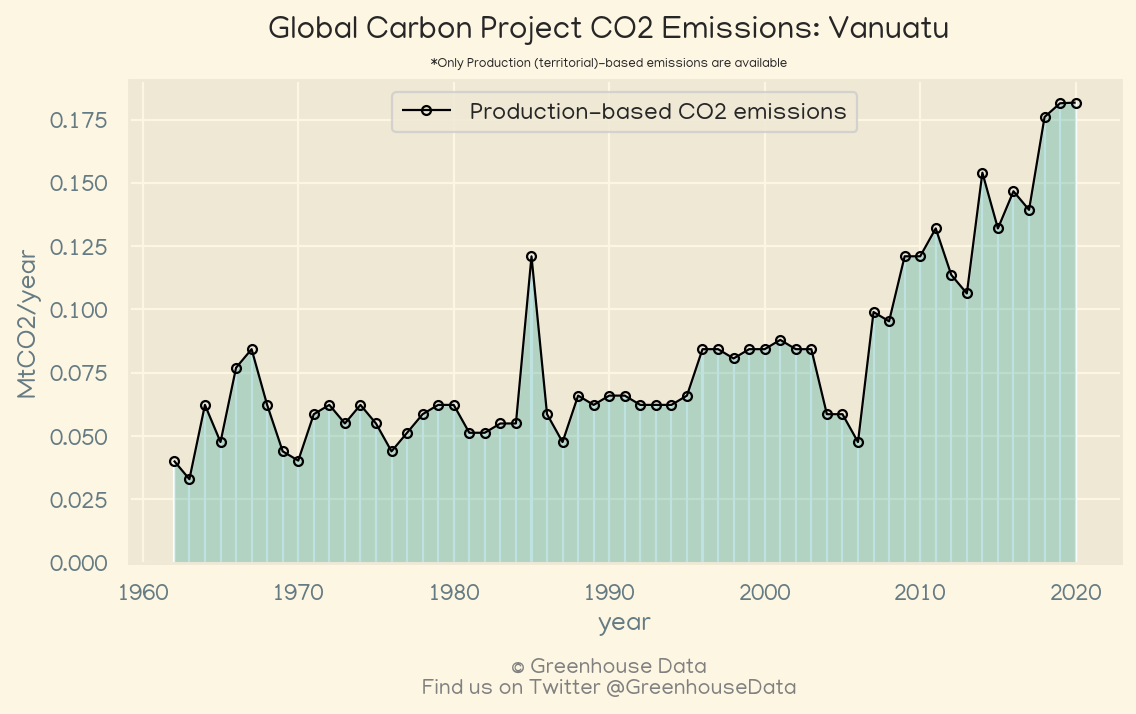 Global Carbon Project CO2 Emissions: Vanuatu
*Only Production (territorial)-based emissions are available
Production-based CO2 emissions
0.175
0.150
0.125
0.100
0.075
0.050
0.025
0.000
MtCO2/year
1960 1970 1980 1990 2000 2010 2020
year
© Greenhouse Data
Find us on Twitter @GreenhouseData